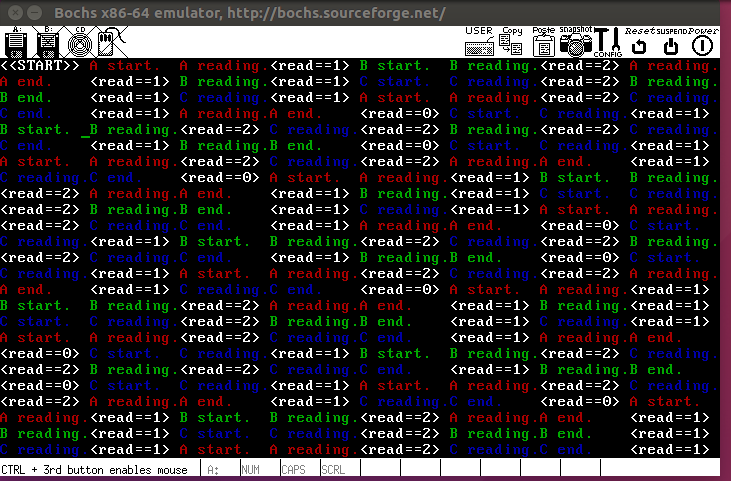 Bochs x86-64 emulator, http://bochs.sourceforge.net/
A: B: CD USER Copy Paste snapshot CONFIG Reset SUSPEND Power
<<START>> A start. A reading.<read==1> B start. B reading.<read==2> A reading.
A end. <read==1> B reading.<read==1> C start. C reading.<read==2> B reading.
B end. <read==1> C reading.<read==1> A start. A reading.<read==2> C reading.
C end. <read==1> A reading.A end. <read==0> C start. C reading.<read==1>
B start. _B reading.<read==2> C reading.<read==2> B reading.<read==2> C reading.<read==1>
C end. <read==1> B reading.B end. <read==2> C reading.C end. <read==1>
A start. A reading.<read==2> C reading.<read==2> A reading.A end. <read==1>
C reading.C end. <read==0> A start. A reading.<read==1> B start. B reading.
<read==2> A reading.A end. <read==1> B reading.<read==1> C start. C reading.
<read==2> B reading.B end. <read==1> C reading.<read==1> A start. A reading.
<read==2> C reading.C end. <read==1> A reading.A end. <read==0> C start.
C reading.<read==1> B start. B reading.<read==2> C reading.<read==2> B reading.
<read==2> C reading.C end. <read==1> B reading.B end. <read==0> C start.
C reading.<read==1> A start. A reading.<read==2> C reading.<read==2> A reading.
A end. <read==1> C reading.C end. <read==0> A start. A reading.<read==1>
B start. B reading.<read==2> A reading.A end. <read==1> B reading.<read==1>
C start. C reading.<read==2> B reading.B end. <read==1> C reading.<read==1>
A start. A reading.<read==2> C reading.C end. <read==1> A reading.A end.
<read==0> C start. C reading.<read==1> B start. B reading.<read==2> C reading.
<read==2> B reading.<read==2> C reading.C end. <read==1> B reading.B end.
<read==0> C start. C reading.<read==1> A start. A reading.<read==2> C reading.
<read==2> A reading.A end. <read==1> C reading.C end. <read==0> A start.
A reading.<read==1> B start. B reading.<read==2> A reading.A end. <read==1>
B reading.<read==1> C start. C reading.<read==2> B reading.B end. <read==1>
C reading.<read==1> A start. A reading.<read==2> C reading.C end. <read==1>
CTRL + 3rd button enables mouse A: NUM CAPS SCRL